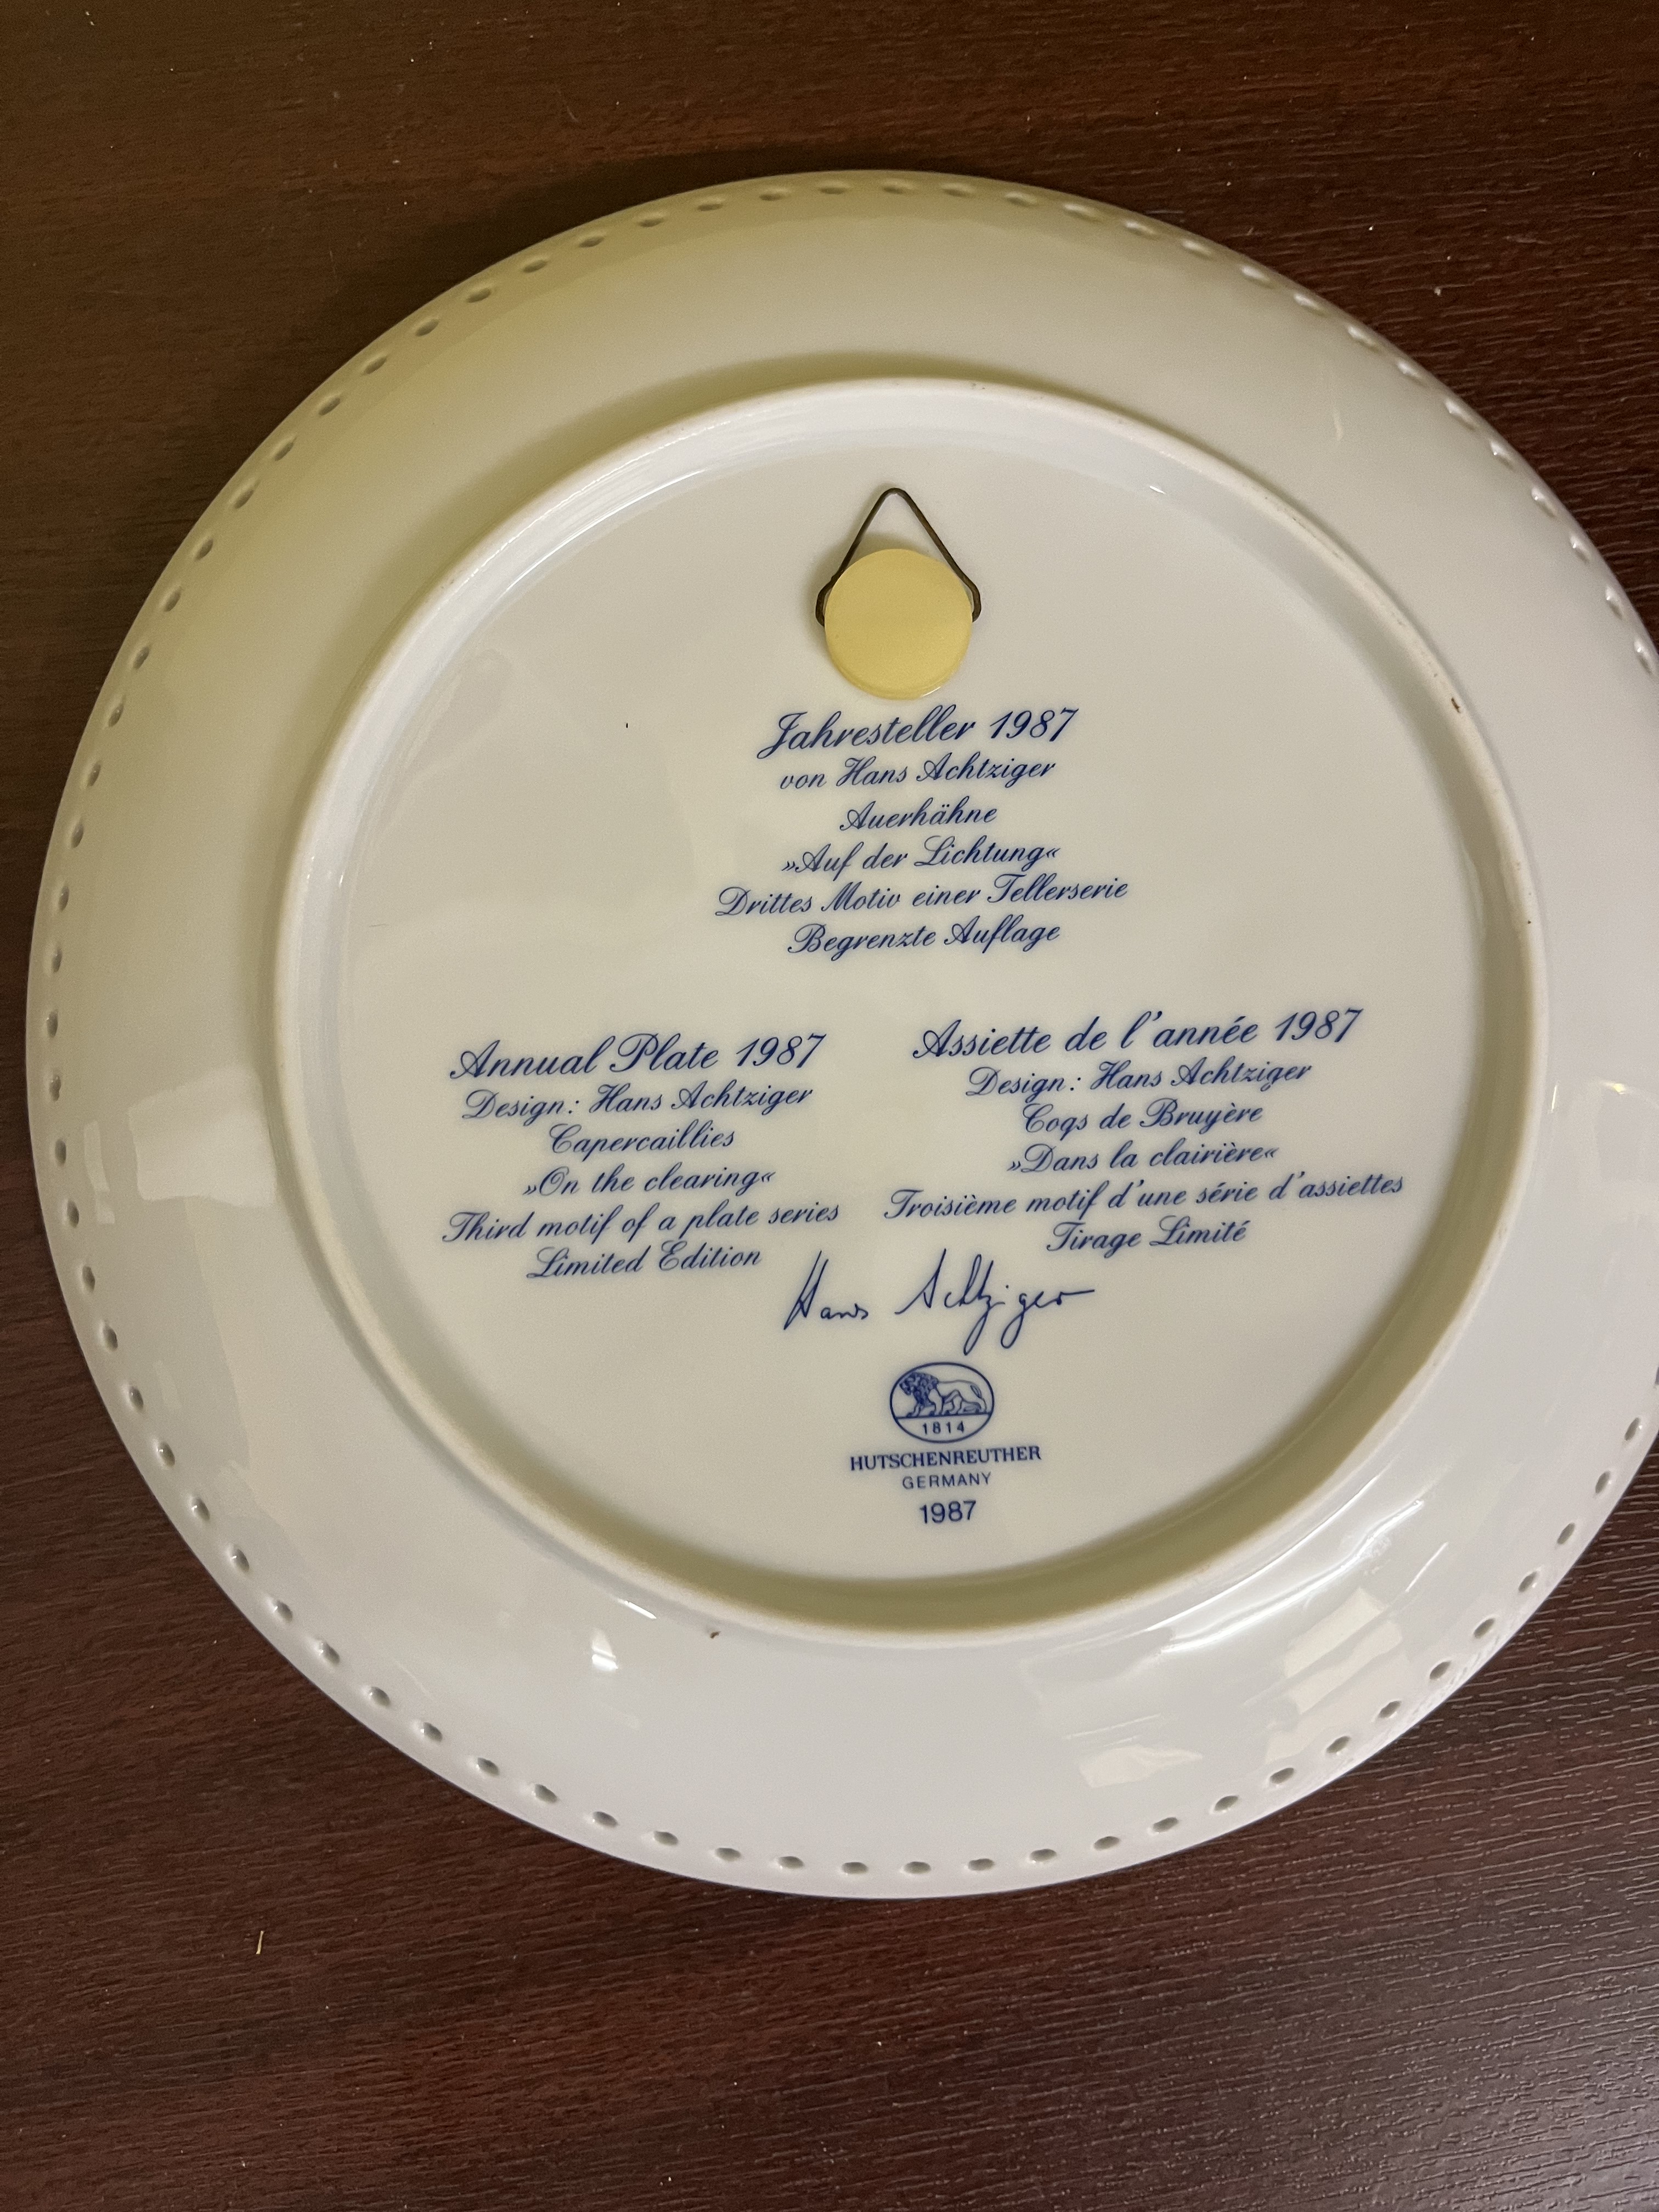 Jahresteller 1987
von Hans Achtziger
Auerhähne
»Auf der Lichtung«
Drittes Motiv einer Tellerserie
Begrenzte Auflage
Annual Plate 1987
Design: Hans Achtziger
Capercaillies
»On the clearing«
Third motif of a plate series
Limited Edition
Assiette de l'année 1987
Design: Hans Achtziger
Coqs de Bruyère
»Dans la clairière«
Troisième motif d'une série d'assiettes
Tirage Limité
Hans Achtziger
1814
HUTSCHENREUTHER
GERMANY
1987